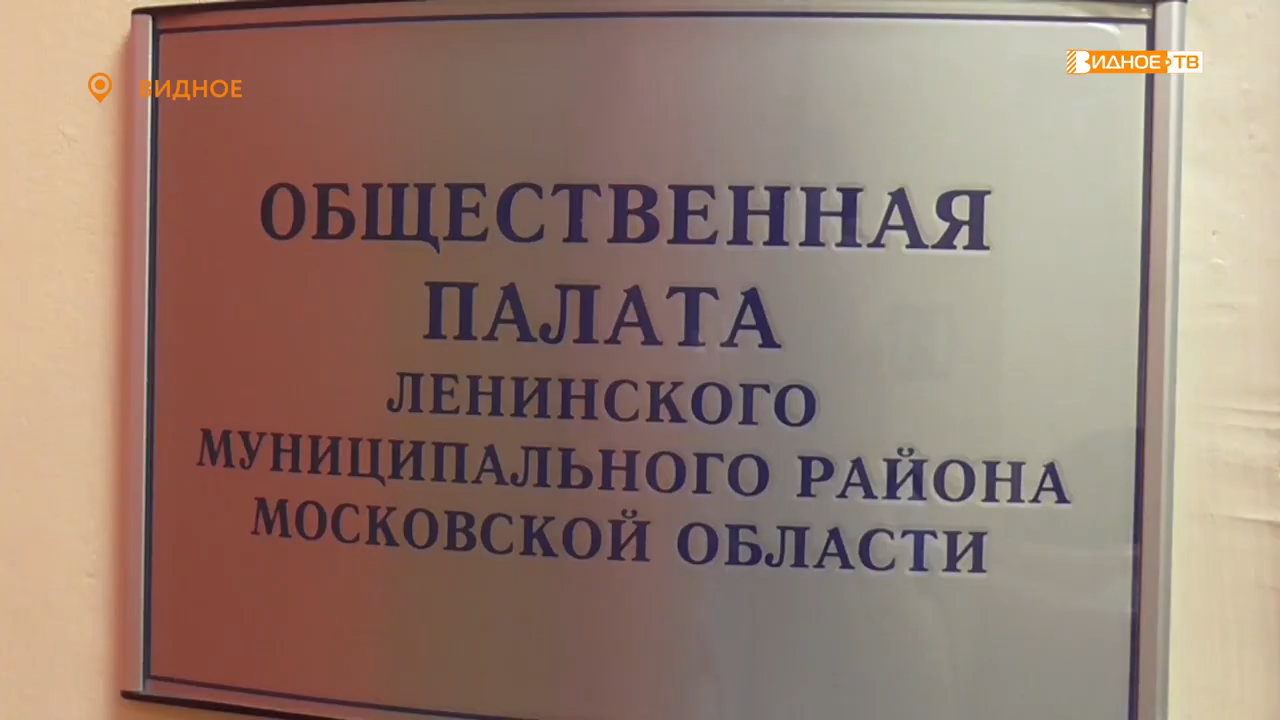 ВИДНОЕ
ВИДНОЕ ТВ
ОБЩЕСТВЕННАЯ
ПАЛАТА
ЛЕНИНСКОГО
МУНИЦИПАЛЬНОГО РАЙОНА
МОСКОВСКОЙ ОБЛАСТИ